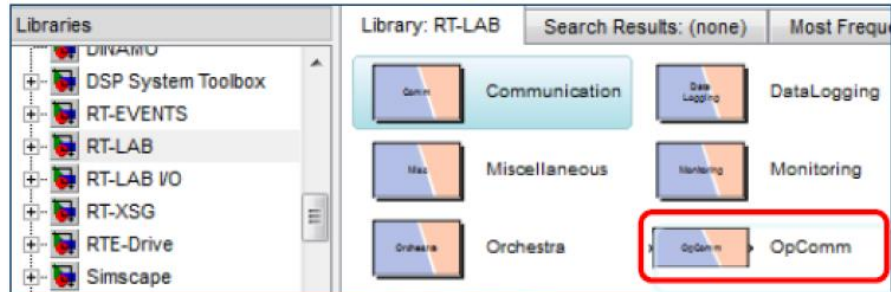 Libraries
DINAMO
DSP System Toolbox
RT-EVENTS
RT-LAB
RT-LAB I/O
RT-XSG
RTE-Drive
Simscape
Library: RT-LAB Search Results: (none) Most Freque
Comm Communication Data Logging DataLogging
Misc Miscellaneous Monitoring Monitoring
Orchestra Orchestra OpComm OpComm